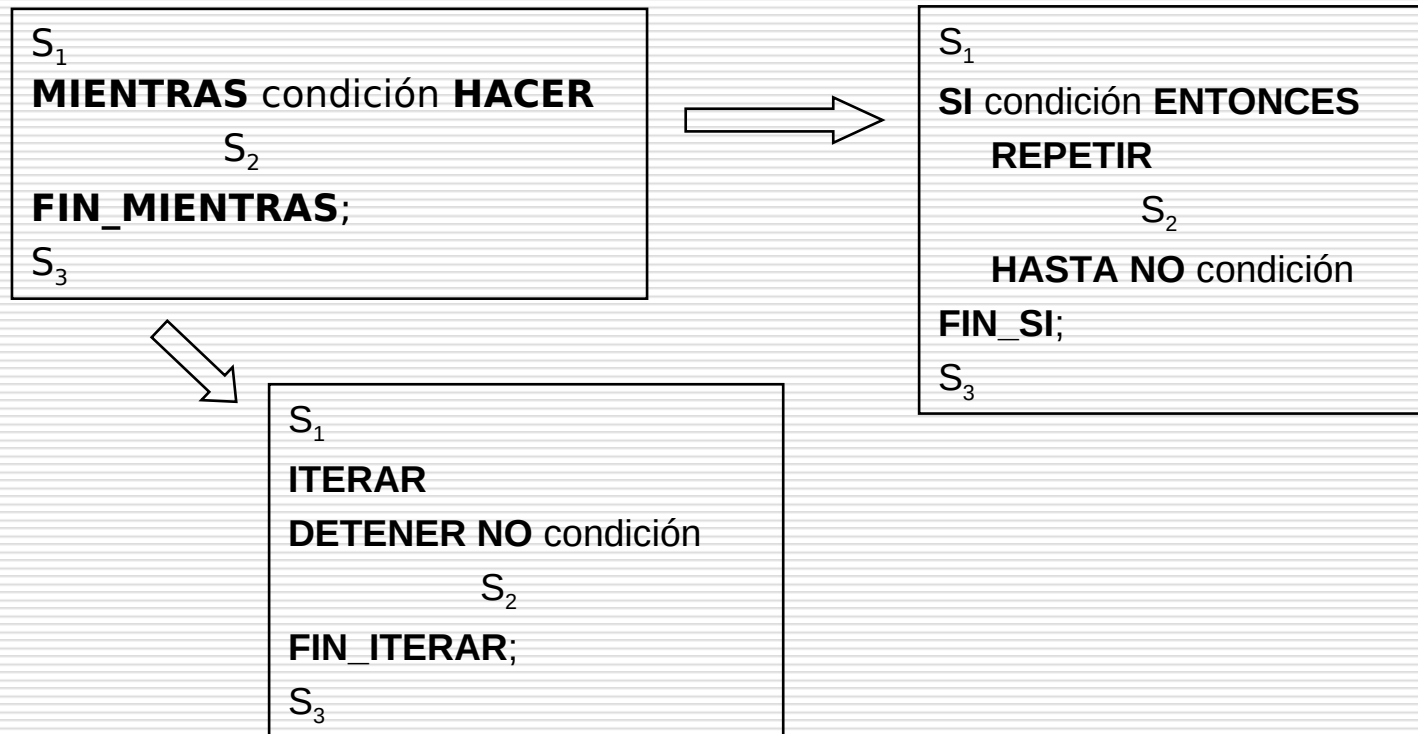 S₁
MIENTRAS condición HACER
S₂
FIN_MIENTRAS;
S₃
S₁
SI condición ENTONCES
REPETIR
S₂
HASTA NO condición
FIN_SI;
S₃
S₁
ITERAR
DETENER NO condición
S₂
FIN_ITERAR;
S₃